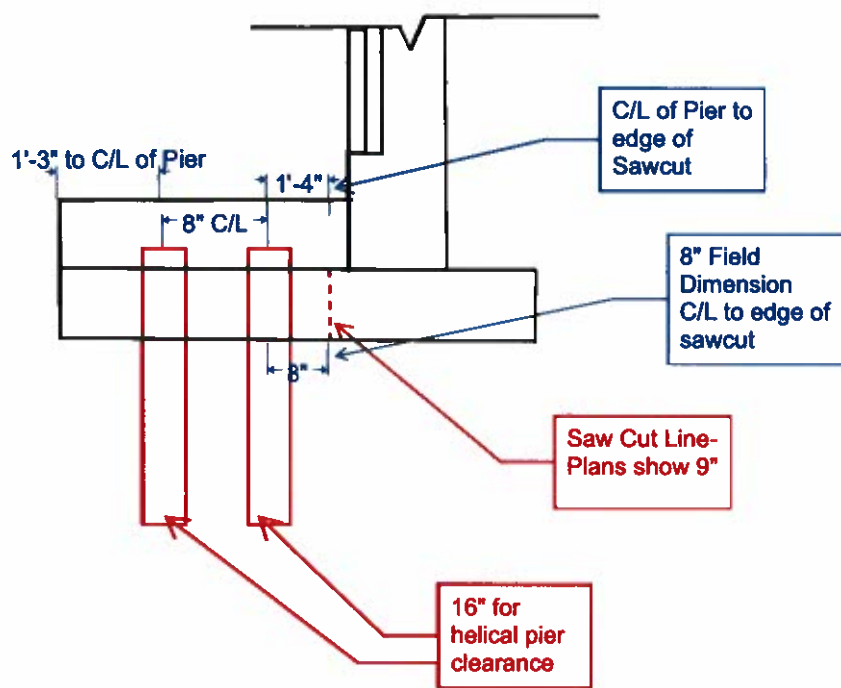 C/L of Pier to
edge of
Sawcut
1'-3" to C/L of Pier
1'-4"
8" C/L
8" Field
Dimension
C/L to edge of
sawcut
8"
Saw Cut Line-
Plans show 9"
16" for
helical pier
clearance